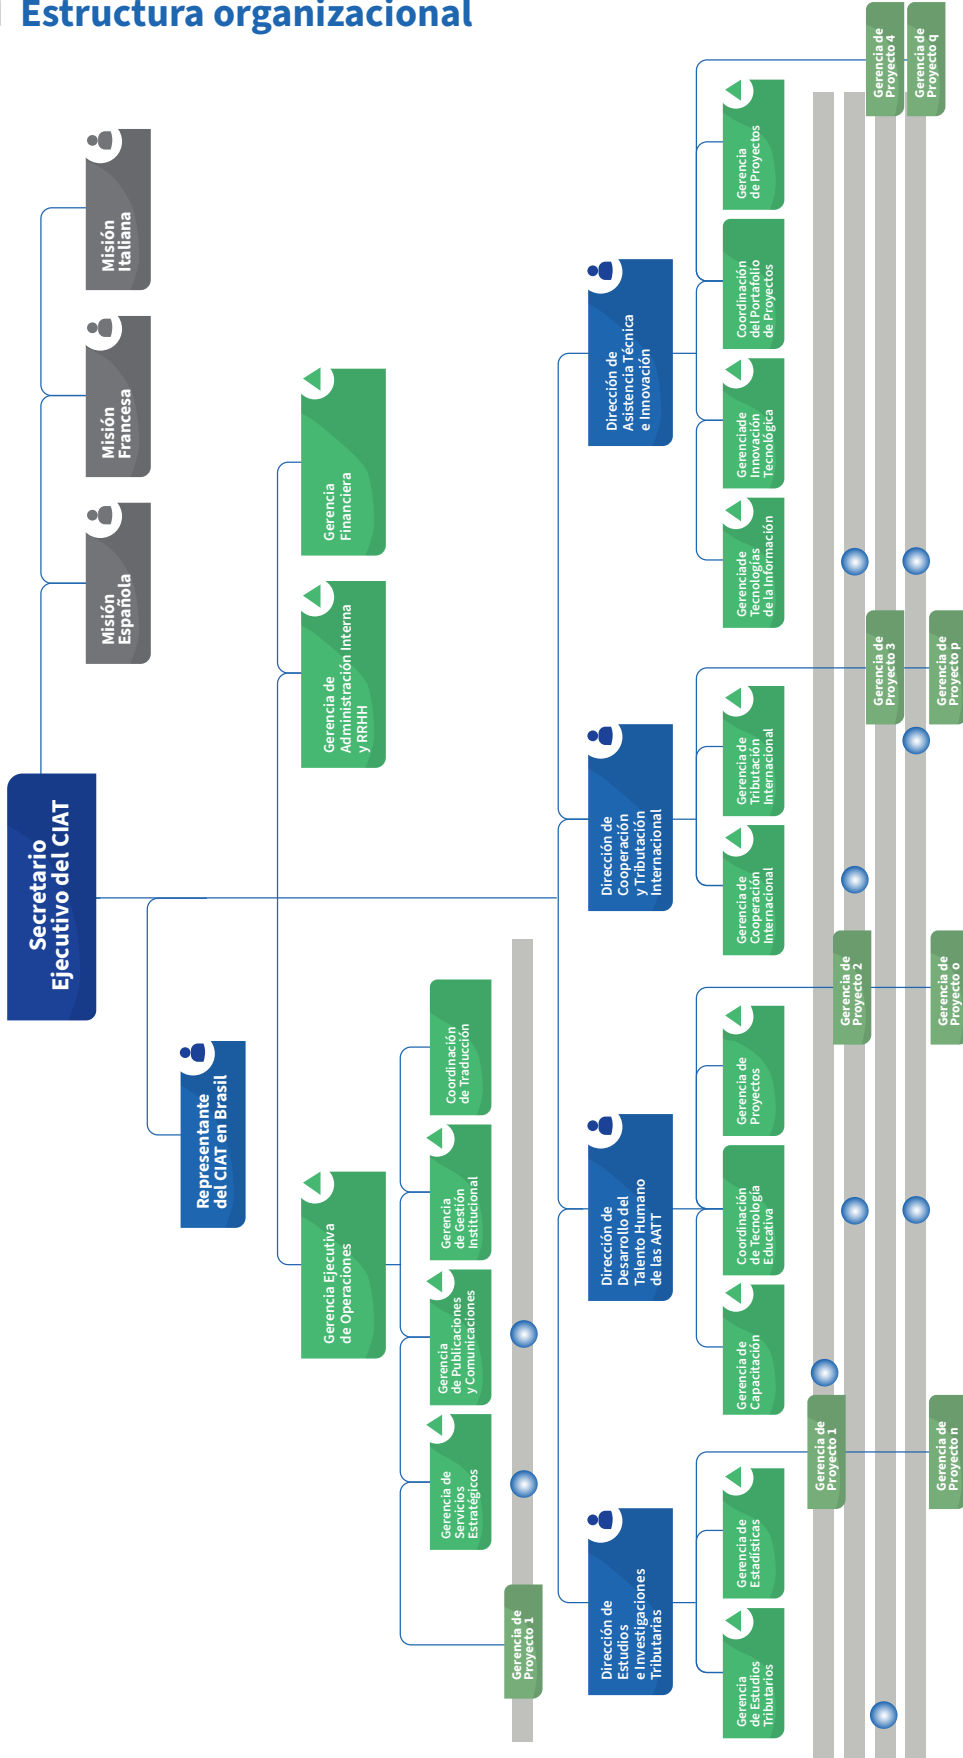 Estructura organizacional
Secretario
Ejecutivo del CIAT
Misión
Española
Misión
Francesa
Misión
Italiana
Representante
del CIAT en Brasil
Gerencia Ejecutiva
de Operaciones
Gerencia de
Administración Interna
y RRHH
Gerencia
Financiera
Gerencia de
Servicios
Estratégicos
Gerencia
de Publicaciones
y Comunicaciones
Gerencia
de Gestión
Institucional
Coordinación
de Traducción
Gerencia de
Proyecto 1
Dirección de
Estudios
e Investigaciones
Tributarias
Dirección de
Desarrollo del
Talento Humano
de las AATT
Dirección de
Cooperación
y Tributación
Internacional
Dirección de
Asistencia Técnica
e Innovación
Gerencia
de Estudios
Tributarios
Gerencia de
Estadísticas
Gerencia de
Capacitación
Coordinación
de Tecnología
Educativa
Gerencia de
Proyectos
Gerencia de
Cooperación
Internacional
Gerencia de
Tributación
Internacional
Gerenciade
Tecnologías
de la Información
Gerenciade
Innovación
Tecnológica
Coordinación
del Portafolio
de Proyectos
Gerencia
de Proyectos
Gerencia de
Proyecto 1
Gerencia de
Proyecto 2
Gerencia de
Proyecto 3
Gerencia de
Proyecto 4
Gerencia de
Proyecto n
Gerencia de
Proyecto o
Gerencia de
Proyecto p
Gerencia de
Proyecto q